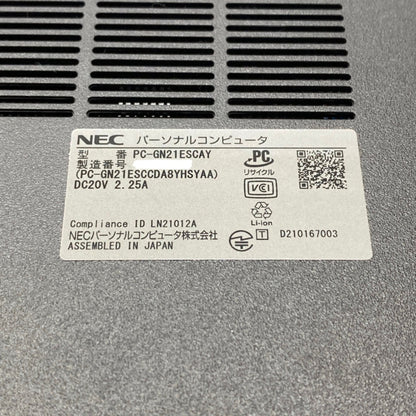 NEC パーソナルコンピュータ
型 番 PC-GN21ESCAY
製造番号
(PC-GN21ESCCDA8YHSYAA)
DC20V 2.25A
PC
リサイクル
VCCI
Li-ion
Compliance ID LN21012A
NECパーソナルコンピュータ株式会社
ASSEMBLED IN JAPAN
T D210167003